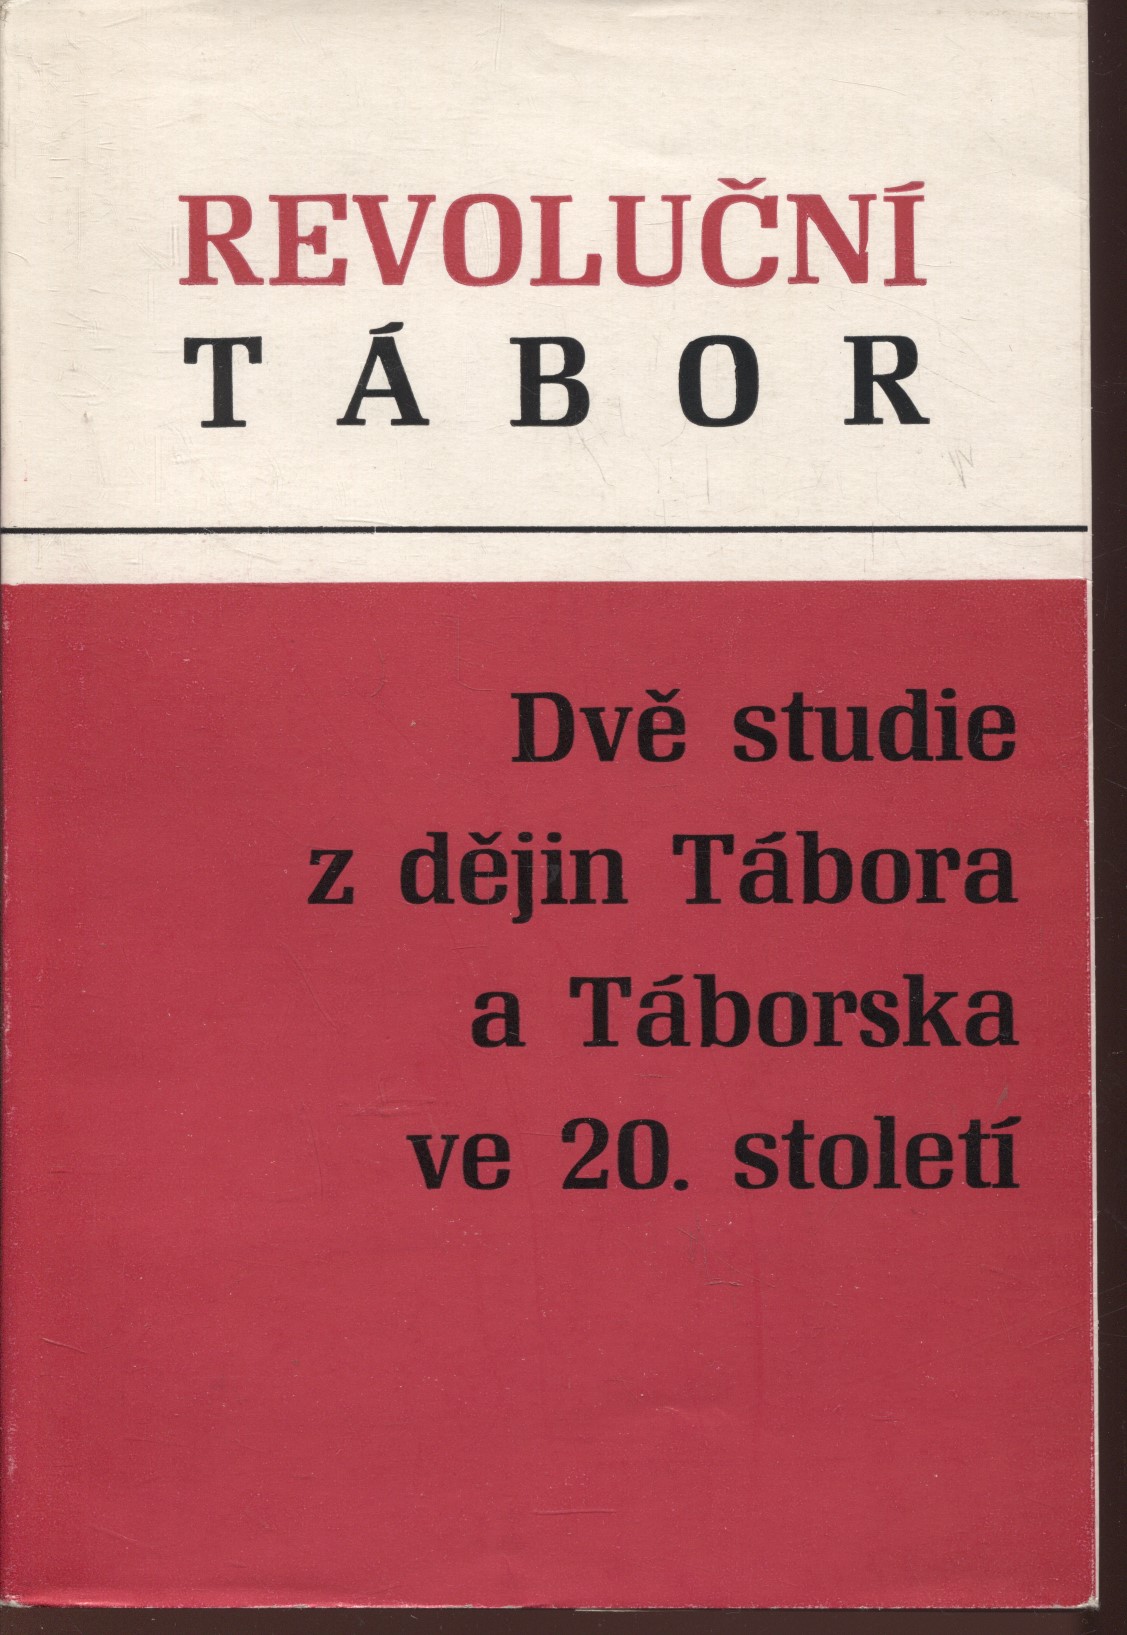 REVOLUČNÍ
TÁBOR
Dvě studie
z dějin Tábora
a Táborska
ve 20. století